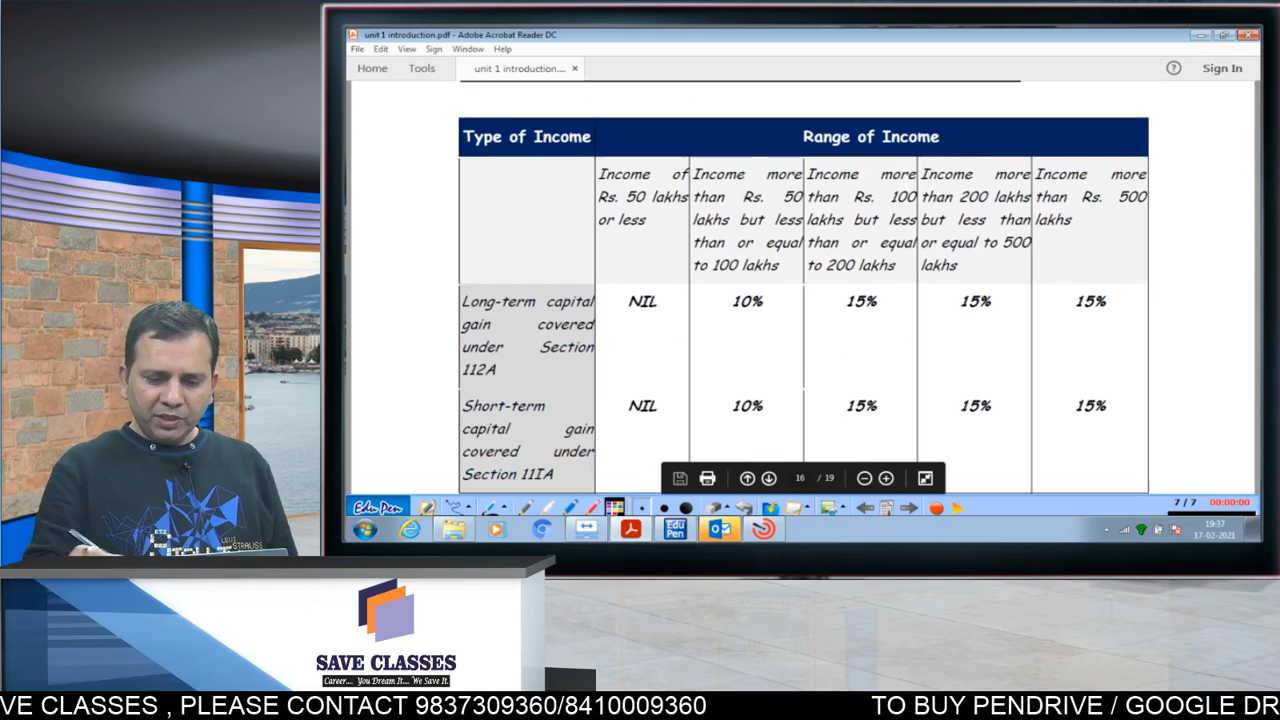 unit 1 introduction.pdf - Adobe Acrobat Reader DC
File Edit View Sign Window Help
Home Tools unit 1 introduction.... × ? Sign In
Type of Income Range of Income
Income of
Rs. 50 lakhs
or less
Income more
than Rs. 50
lakhs but less
than or equal
to 100 lakhs
Income more
than Rs. 100
lakhs but less
than or equal
to 200 lakhs
Income more
than 200 lakhs
but less than
or equal to 500
lakhs
Income more
than Rs. 500
lakhs
Long-term capital
gain covered
under Section
112A
NIL 10% 15% 15% 15%
Short-term
capital gain
covered under
Section 11IA
NIL 10% 15% 15% 15%
16 / 19
Edu Pen
7 / 7 00:00:00
Edu
Pen
19:37
17-02-2021
LEVI
STRAUSS
SAVE CLASSES
Career.... You Dream It... We Save It.
VE CLASSES , PLEASE CONTACT 9837309360/8410009360 TO BUY PENDRIVE / GOOGLE DR